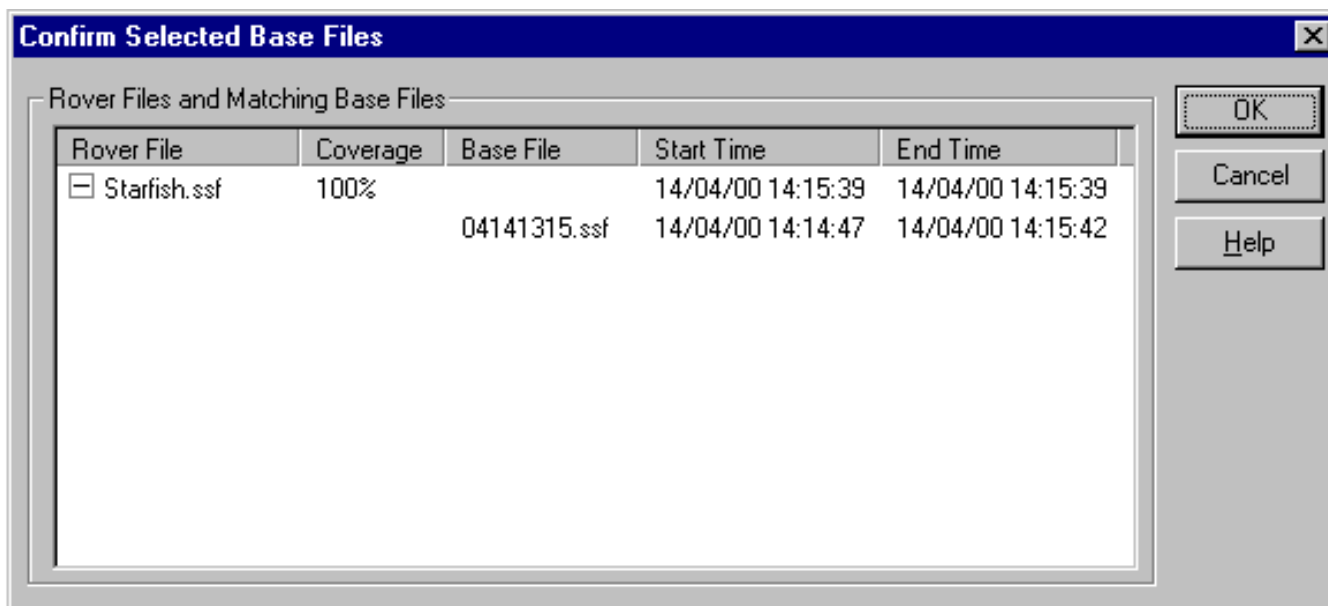 Confirm Selected Base Files
Rover Files and Matching Base Files
Rover File Coverage Base File Start Time End Time
Starfish.ssf 100% 14/04/00 14:15:39 14/04/00 14:15:39
04141315.ssf 14/04/00 14:14:47 14/04/00 14:15:42
OK
Cancel
Help